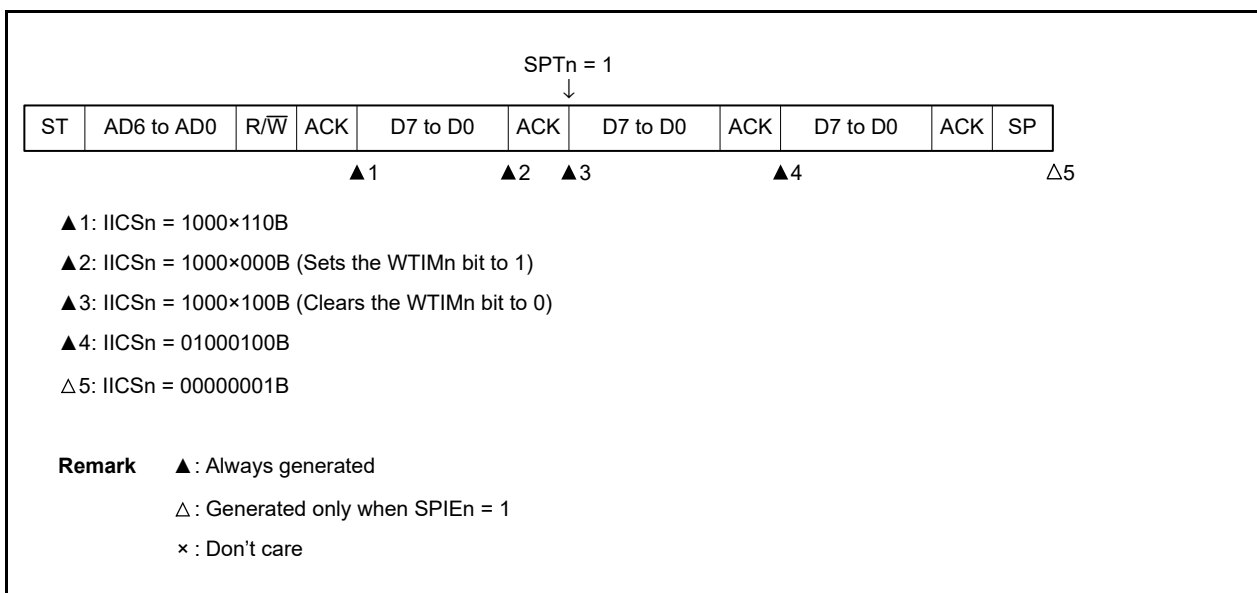 SPTn = 1
↓
ST AD6 to AD0 R/W̅ ACK D7 to D0 ACK D7 to D0 ACK D7 to D0 ACK SP
▲1 ▲2 ▲3 ▲4 △5
▲1: IICSn = 1000×110B
▲2: IICSn = 1000×000B (Sets the WTIMn bit to 1)
▲3: IICSn = 1000×100B (Clears the WTIMn bit to 0)
▲4: IICSn = 01000100B
△5: IICSn = 00000001B
Remark ▲: Always generated
△: Generated only when SPIEn = 1
×: Don't care